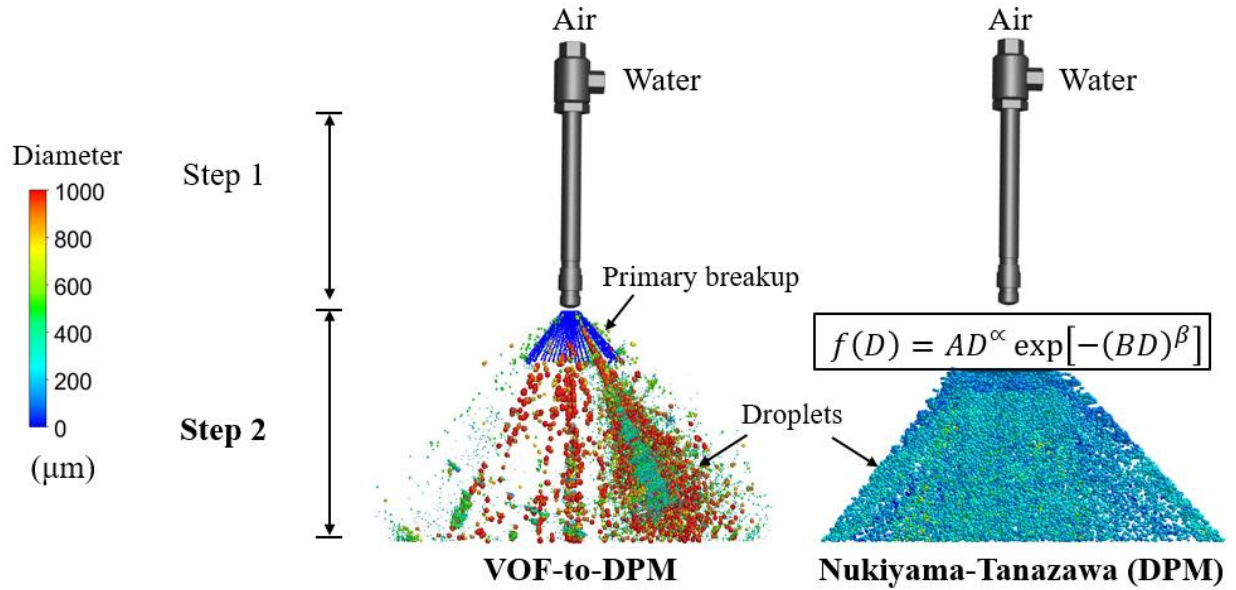 Air
Water
Air
Water
Diameter
1000
800
600
400
200
0
(μm)
Step 1
Step 2
Primary breakup
Droplets
f(D) = AD^∝ exp[−(BD)^β]
VOF-to-DPM
Nukiyama-Tanazawa (DPM)